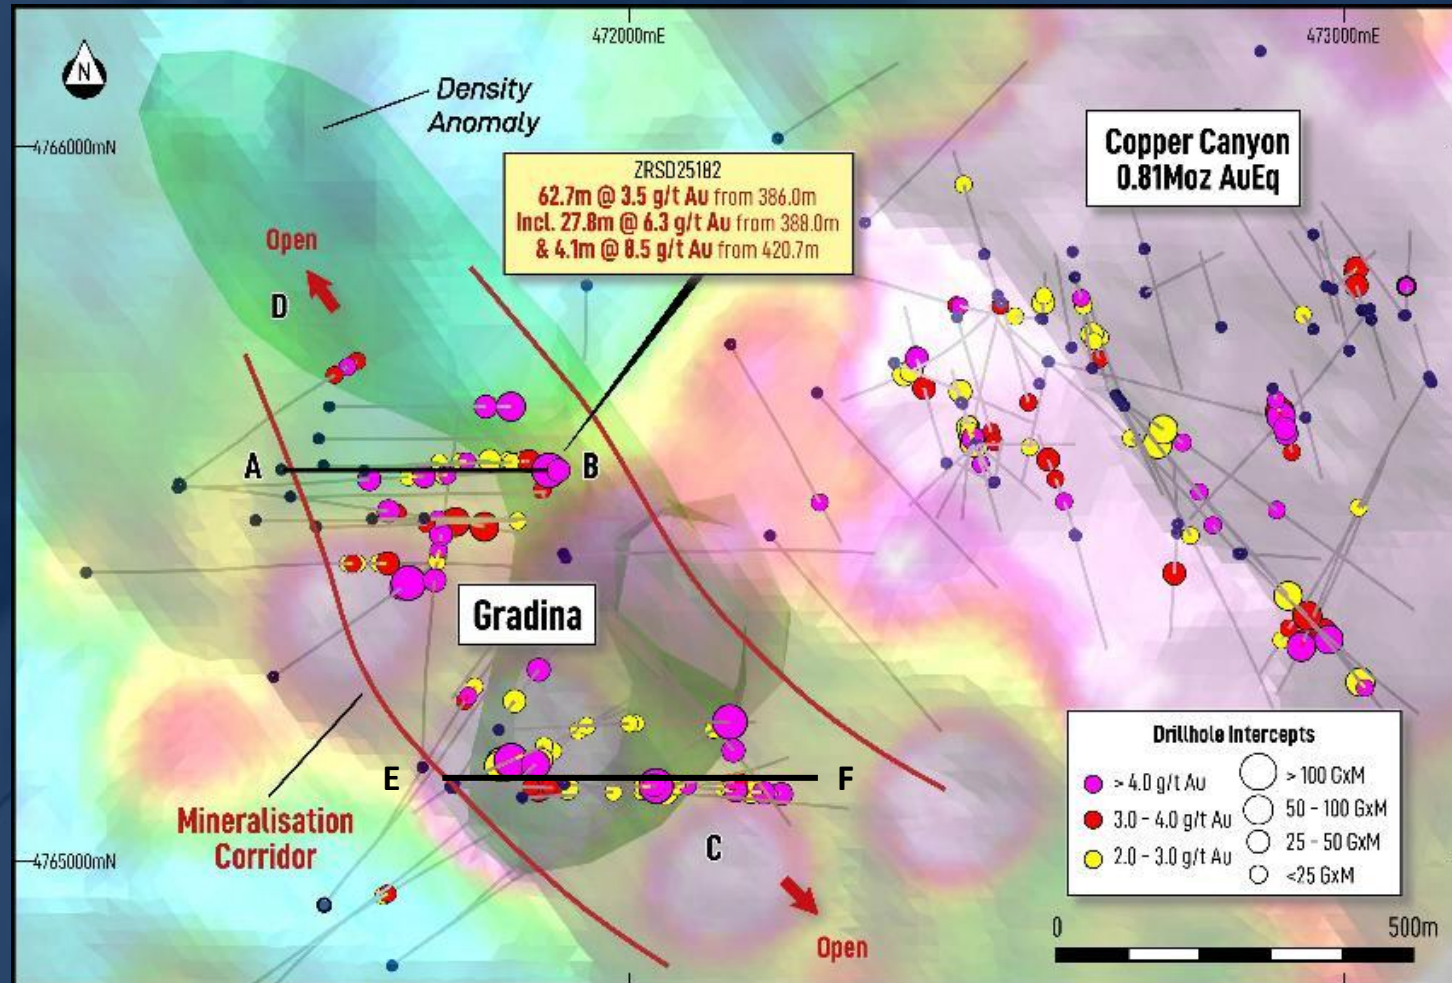 472000mE
473000mE
N
Density
Anomaly
4766000mN
ZRSD25182
62.7m @ 3.5 g/t Au from 386.0m
Incl. 27.8m @ 6.3 g/t Au from 388.0m
& 4.1m @ 8.5 g/t Au from 420.7m
Copper Canyon
0.81Moz AuEq
Open
D
A
B
Gradina
E
F
Mineralisation
Corridor
C
4765000mN
Open
Drillhole Intercepts
> 4.0 g/t Au
3.0 - 4.0 g/t Au
2.0 - 3.0 g/t Au
> 100 GxM
50 - 100 GxM
25 - 50 GxM
<25 GxM
0
500m